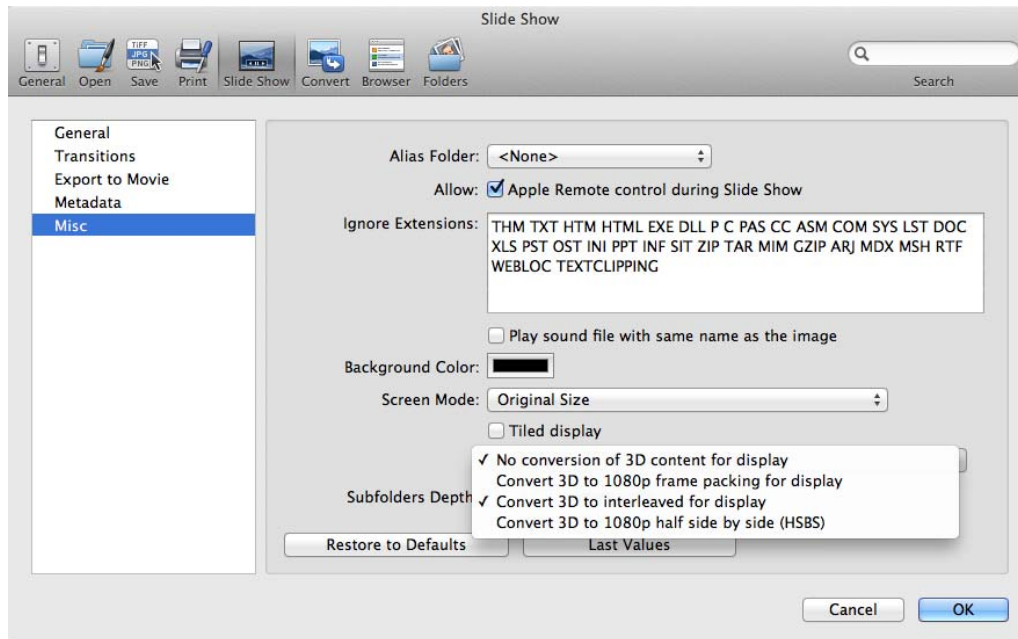 Slide Show
TIFF
JPG
PNG
General Open Save Print Slide Show Convert Browser Folders
Search
General
Transitions
Export to Movie
Metadata
Misc
Alias Folder: <None>
Allow: Apple Remote control during Slide Show
Ignore Extensions: THM TXT HTM HTML EXE DLL P C PAS CC ASM COM SYS LST DOC
XLS PST OST INI PPT INF SIT ZIP TAR MIM GZIP ARJ MDX MSH RTF
WEBLOC TEXTCLIPPING
Play sound file with same name as the image
Background Color:
Screen Mode: Original Size
Tiled display
No conversion of 3D content for display
Convert 3D to 1080p frame packing for display
Subfolders Depth
Convert 3D to interleaved for display
Convert 3D to 1080p half side by side (HSBS)
Restore to Defaults Last Values
Cancel OK